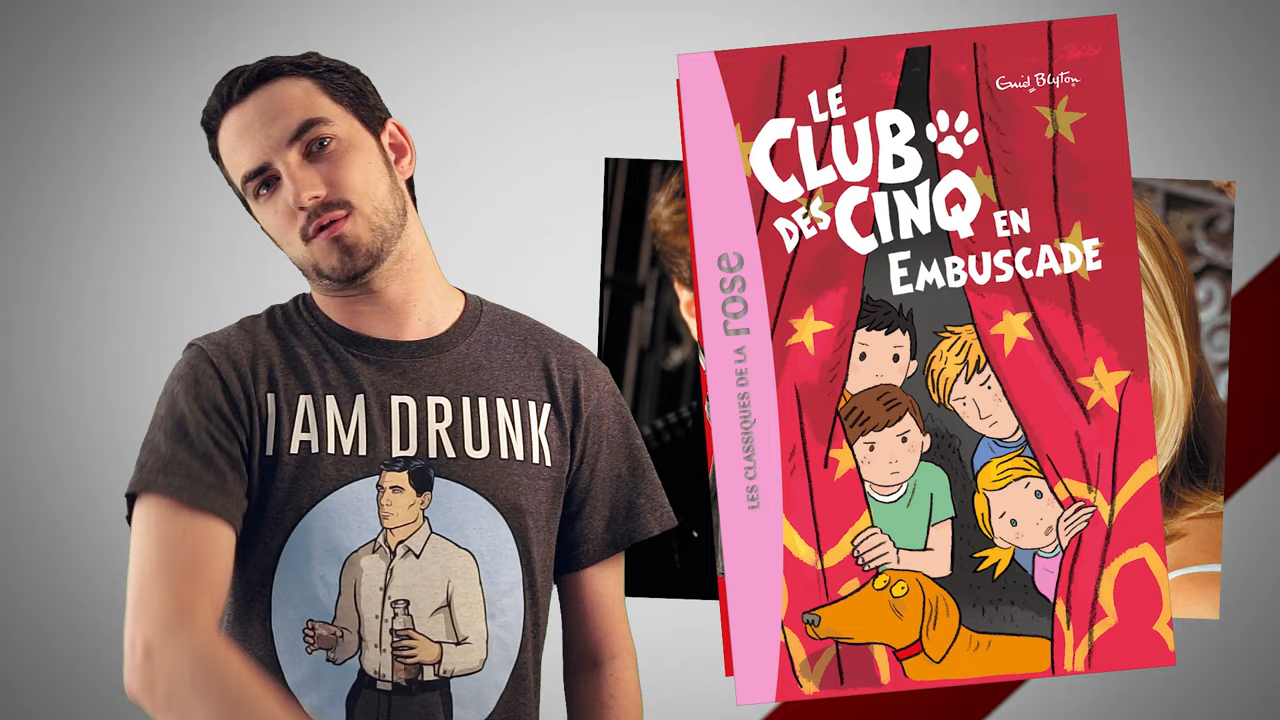 I AM DRUNK
Enid Blyton
LE
CLUB
DES CINQ EN
EMBUSCADE
LES CLASSIQUES DE LA rose